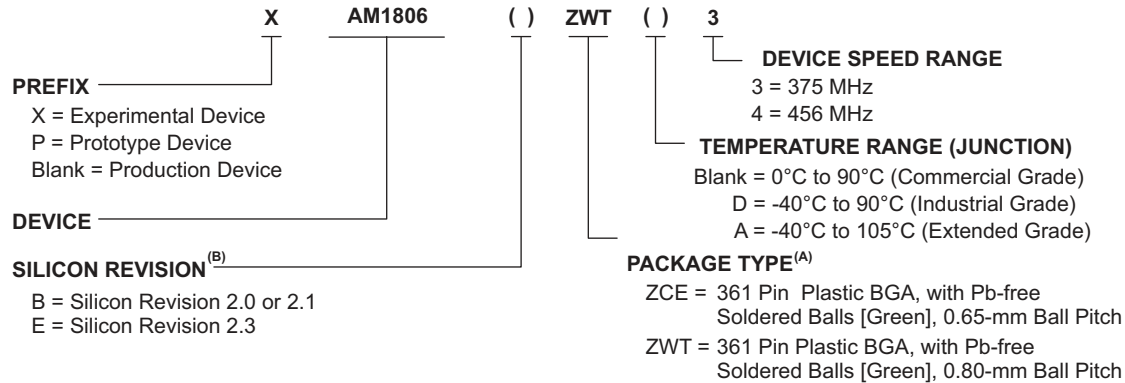 X AM1806 ( ) ZWT ( ) 3
PREFIX
X = Experimental Device
P = Prototype Device
Blank = Production Device
DEVICE
SILICON REVISION(B)
B = Silicon Revision 2.0 or 2.1
E = Silicon Revision 2.3
DEVICE SPEED RANGE
3 = 375 MHz
4 = 456 MHz
TEMPERATURE RANGE (JUNCTION)
Blank = 0°C to 90°C (Commercial Grade)
D = -40°C to 90°C (Industrial Grade)
A = -40°C to 105°C (Extended Grade)
PACKAGE TYPE(A)
ZCE = 361 Pin Plastic BGA, with Pb-free
Soldered Balls [Green], 0.65-mm Ball Pitch
ZWT = 361 Pin Plastic BGA, with Pb-free
Soldered Balls [Green], 0.80-mm Ball Pitch